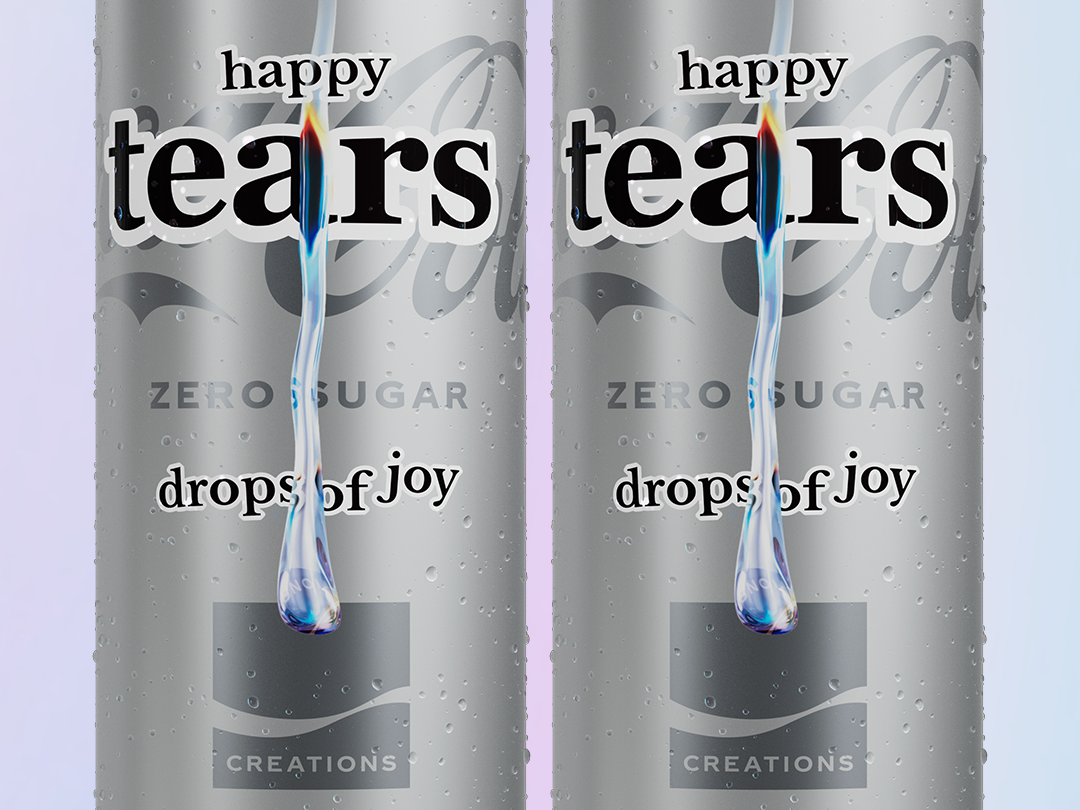 happy
tears
ZERO SUGAR
drops of joy
CREATIONS
happy
tears
ZERO SUGAR
drops of joy
CREATIONS